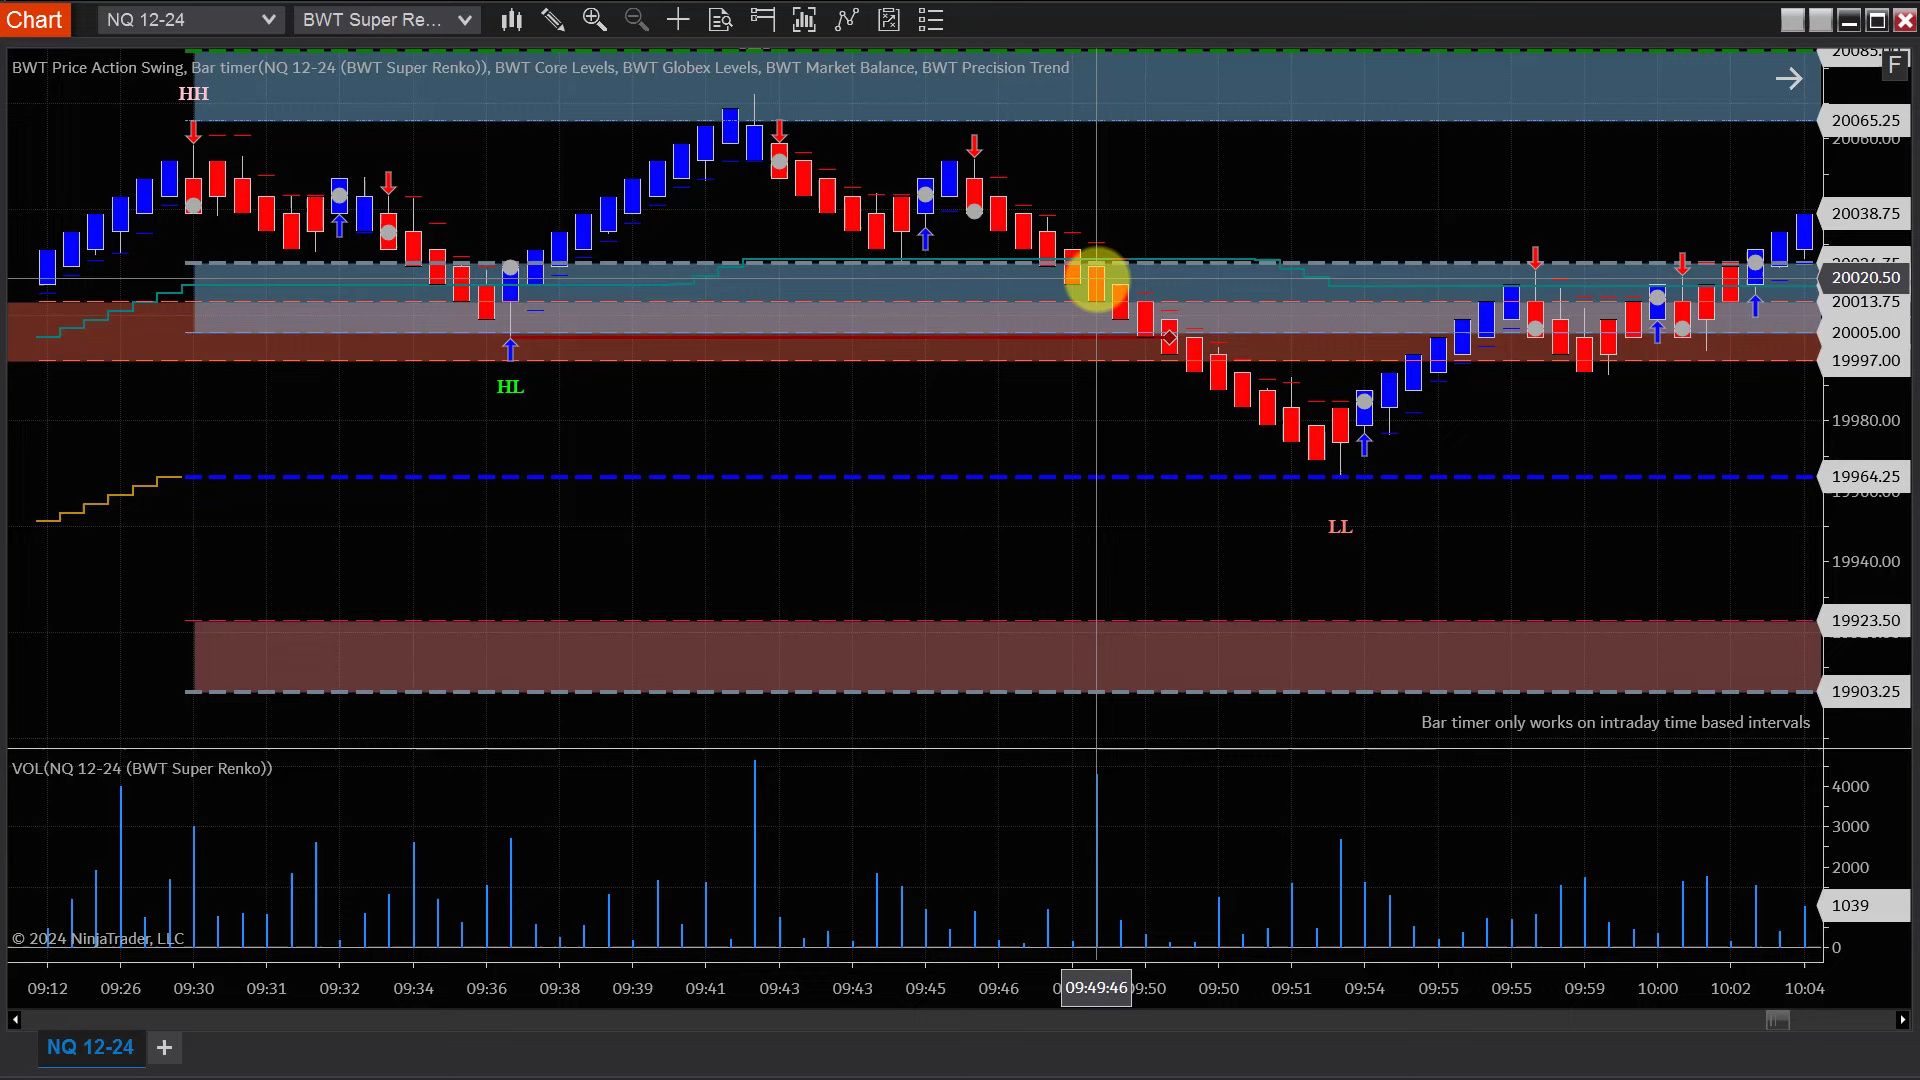 Chart
NQ 12-24
BWT Super Re...
BWT Price Action Swing, Bar timer(NQ 12-24 (BWT Super Renko)), BWT Core Levels, BWT Globex Levels, BWT Market Balance, BWT Precision Trend
F
HH
HL
LL
20065.25
20060.00
20038.75
20020.50
20013.75
20005.00
19997.00
19980.00
19964.25
19940.00
19923.50
19903.25
Bar timer only works on intraday time based intervals
VOL(NQ 12-24 (BWT Super Renko))
4000
3000
2000
1039
0
© 2024 NinjaTrader, LLC
09:12 09:26 09:30 09:31 09:32 09:34 09:36 09:38 09:39 09:41 09:43 09:43 09:45 09:46 09:49:46 09:50 09:51 09:54 09:55 09:55 09:59 10:00 10:02 10:04
NQ 12-24
+